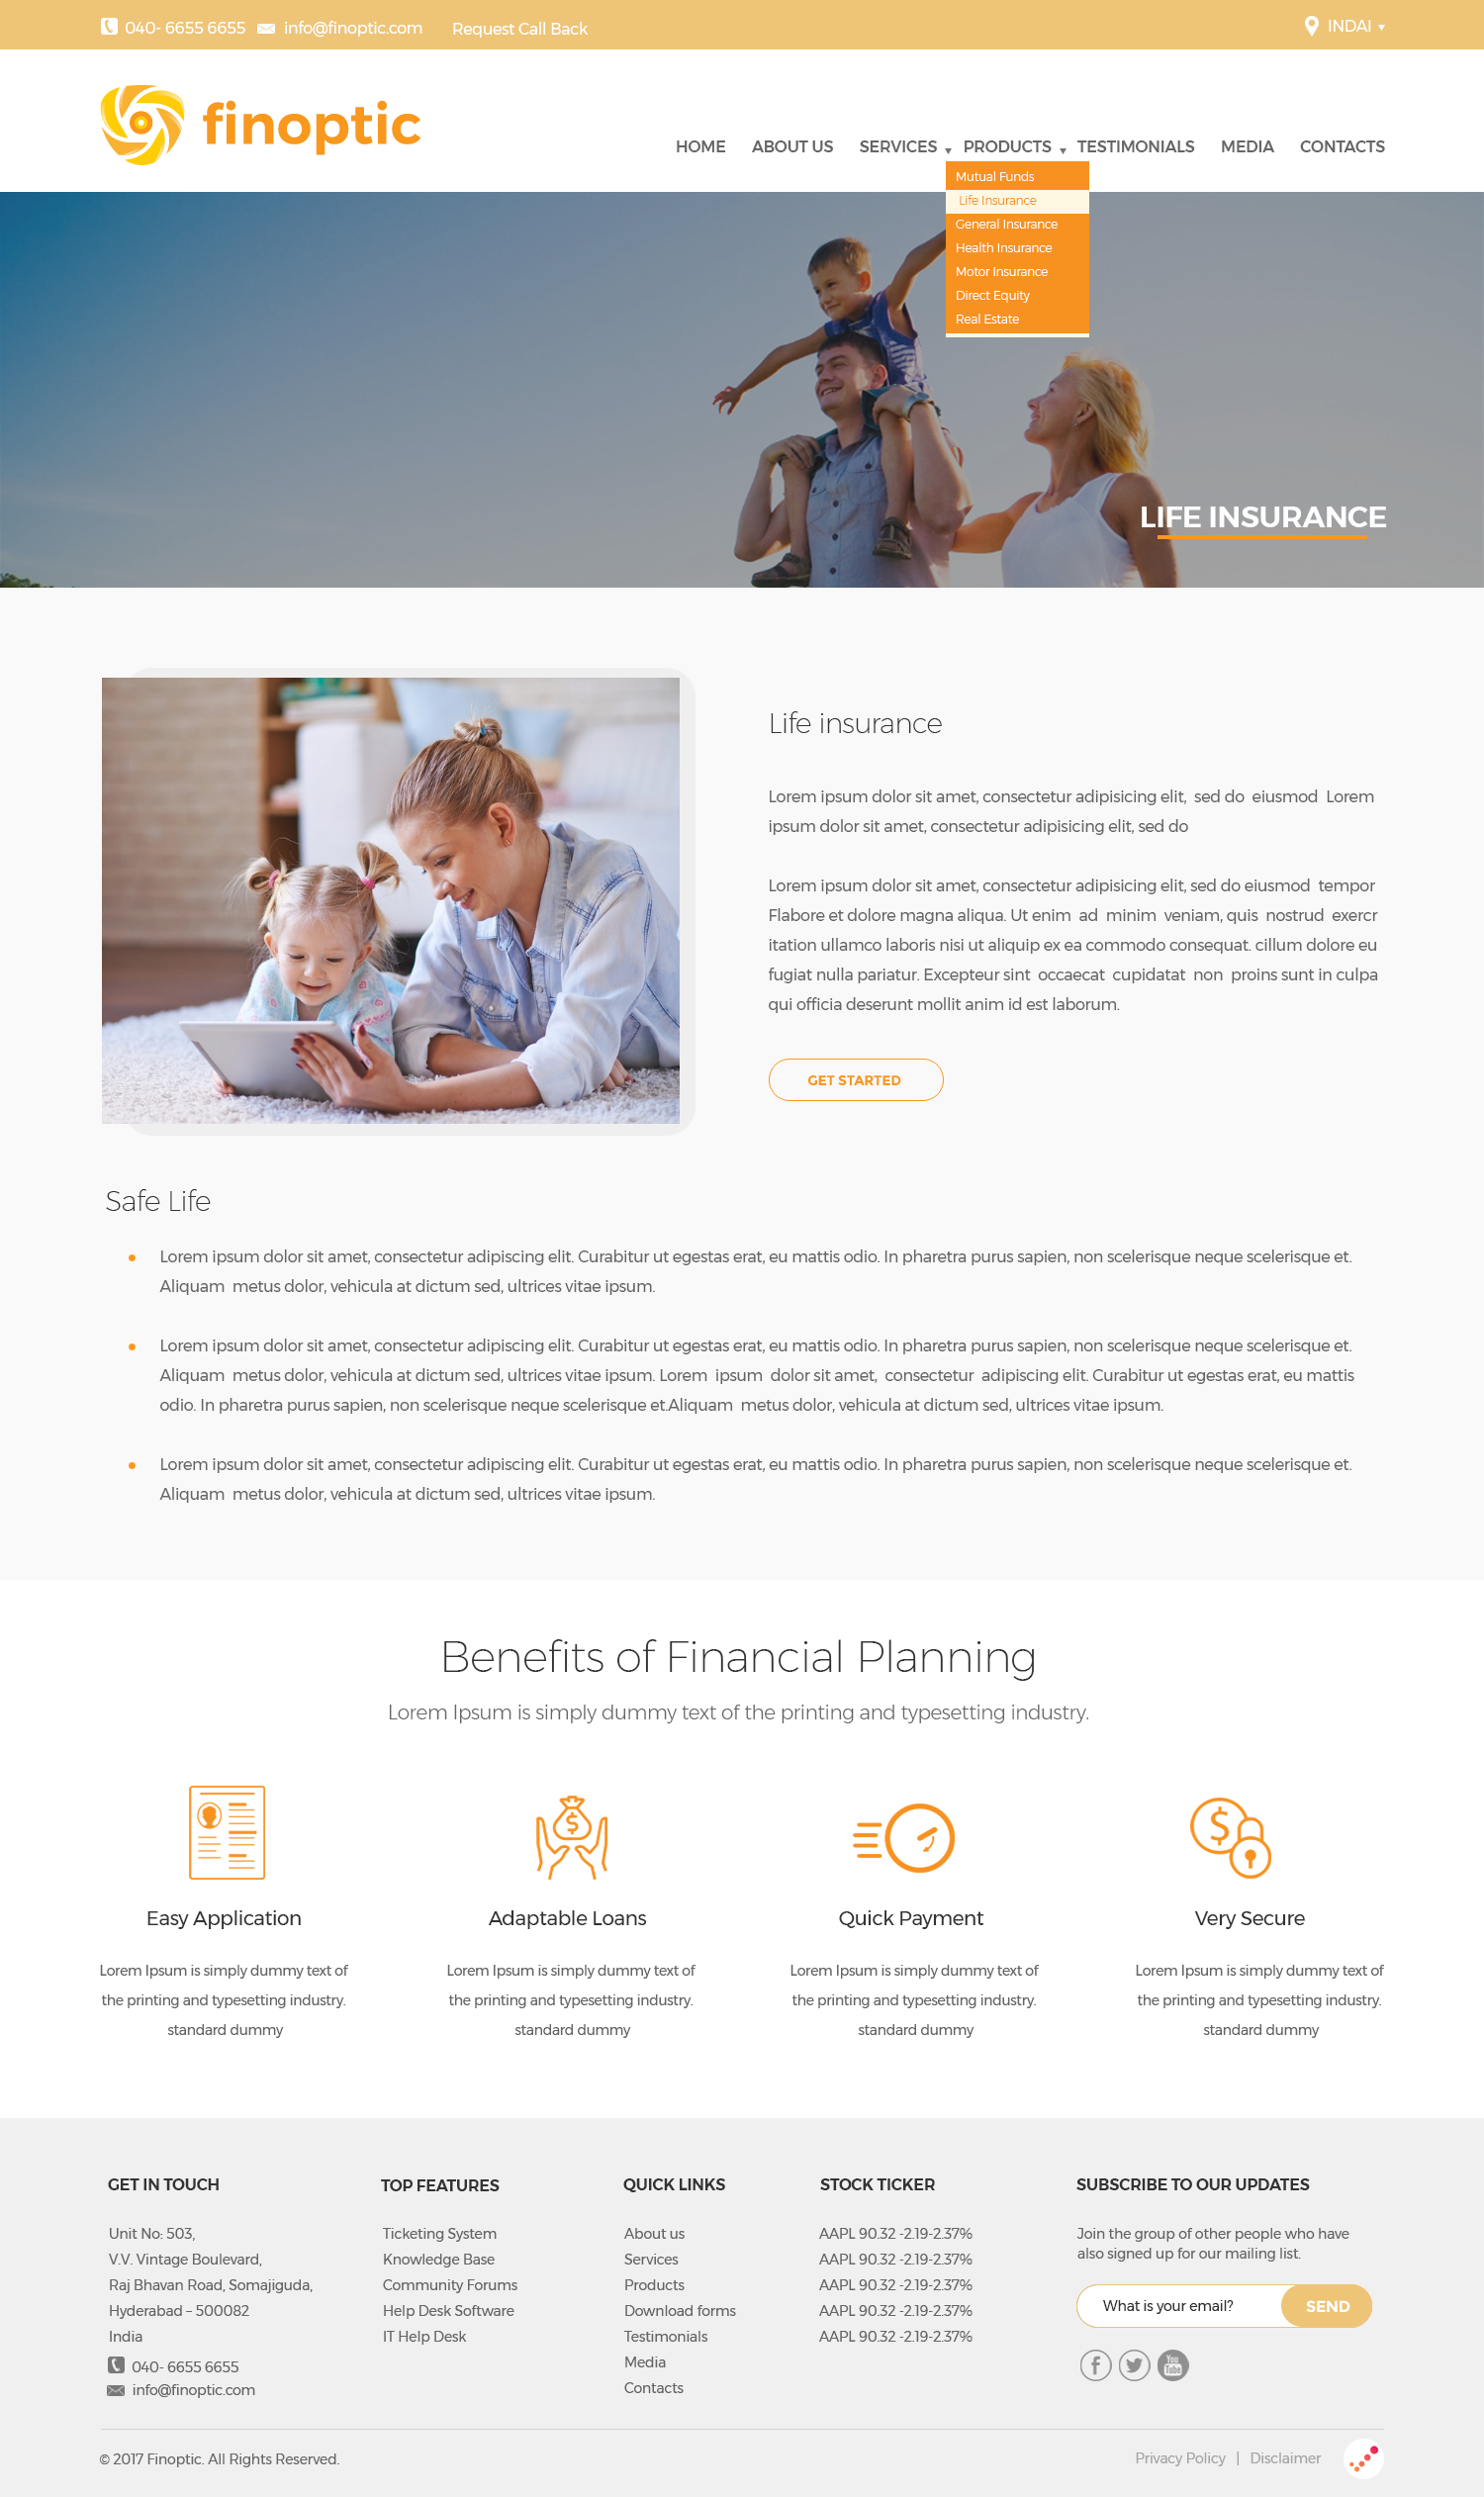 040- 6655 6655 info@finoptic.com Request Call Back INDAI
finoptic
HOME ABOUT US SERVICES PRODUCTS TESTIMONIALS MEDIA CONTACTS
Mutual Funds
Life Insurance
General Insurance
Health Insurance
Motor Insurance
Direct Equity
Real Estate
LIFE INSURANCE
Life insurance
Lorem ipsum dolor sit amet, consectetur adipisicing elit, sed do eiusmod Lorem
ipsum dolor sit amet, consectetur adipisicing elit, sed do
Lorem ipsum dolor sit amet, consectetur adipisicing elit, sed do eiusmod tempor
Flabore et dolore magna aliqua. Ut enim ad minim veniam, quis nostrud exercr
itation ullamco laboris nisi ut aliquip ex ea commodo consequat. cillum dolore eu
fugiat nulla pariatur. Excepteur sint occaecat cupidatat non proins sunt in culpa
qui officia deserunt mollit anim id est laborum.
GET STARTED
Safe Life
Lorem ipsum dolor sit amet, consectetur adipiscing elit. Curabitur ut egestas erat, eu mattis odio. In pharetra purus sapien, non scelerisque neque scelerisque et.
Aliquam metus dolor, vehicula at dictum sed, ultrices vitae ipsum.
Lorem ipsum dolor sit amet, consectetur adipiscing elit. Curabitur ut egestas erat, eu mattis odio. In pharetra purus sapien, non scelerisque neque scelerisque et.
Aliquam metus dolor, vehicula at dictum sed, ultrices vitae ipsum. Lorem ipsum dolor sit amet, consectetur adipiscing elit. Curabitur ut egestas erat, eu mattis
odio. In pharetra purus sapien, non scelerisque neque scelerisque et.Aliquam metus dolor, vehicula at dictum sed, ultrices vitae ipsum.
Lorem ipsum dolor sit amet, consectetur adipiscing elit. Curabitur ut egestas erat, eu mattis odio. In pharetra purus sapien, non scelerisque neque scelerisque et.
Aliquam metus dolor, vehicula at dictum sed, ultrices vitae ipsum.
Benefits of Financial Planning
Lorem Ipsum is simply dummy text of the printing and typesetting industry.
Easy Application
Lorem Ipsum is simply dummy text of
the printing and typesetting industry.
standard dummy
Adaptable Loans
Lorem Ipsum is simply dummy text of
the printing and typesetting industry.
standard dummy
Quick Payment
Lorem Ipsum is simply dummy text of
the printing and typesetting industry.
standard dummy
Very Secure
Lorem Ipsum is simply dummy text of
the printing and typesetting industry.
standard dummy
GET IN TOUCH
Unit No: 503,
V.V. Vintage Boulevard,
Raj Bhavan Road, Somajiguda,
Hyderabad – 500082
India
040- 6655 6655
info@finoptic.com
TOP FEATURES
Ticketing System
Knowledge Base
Community Forums
Help Desk Software
IT Help Desk
QUICK LINKS
About us
Services
Products
Download forms
Testimonials
Media
Contacts
STOCK TICKER
AAPL 90.32 -2.19-2.37%
AAPL 90.32 -2.19-2.37%
AAPL 90.32 -2.19-2.37%
AAPL 90.32 -2.19-2.37%
AAPL 90.32 -2.19-2.37%
SUBSCRIBE TO OUR UPDATES
Join the group of other people who have
also signed up for our mailing list.
What is your email? SEND
You
Tube
© 2017 Finoptic. All Rights Reserved.
Privacy Policy | Disclaimer